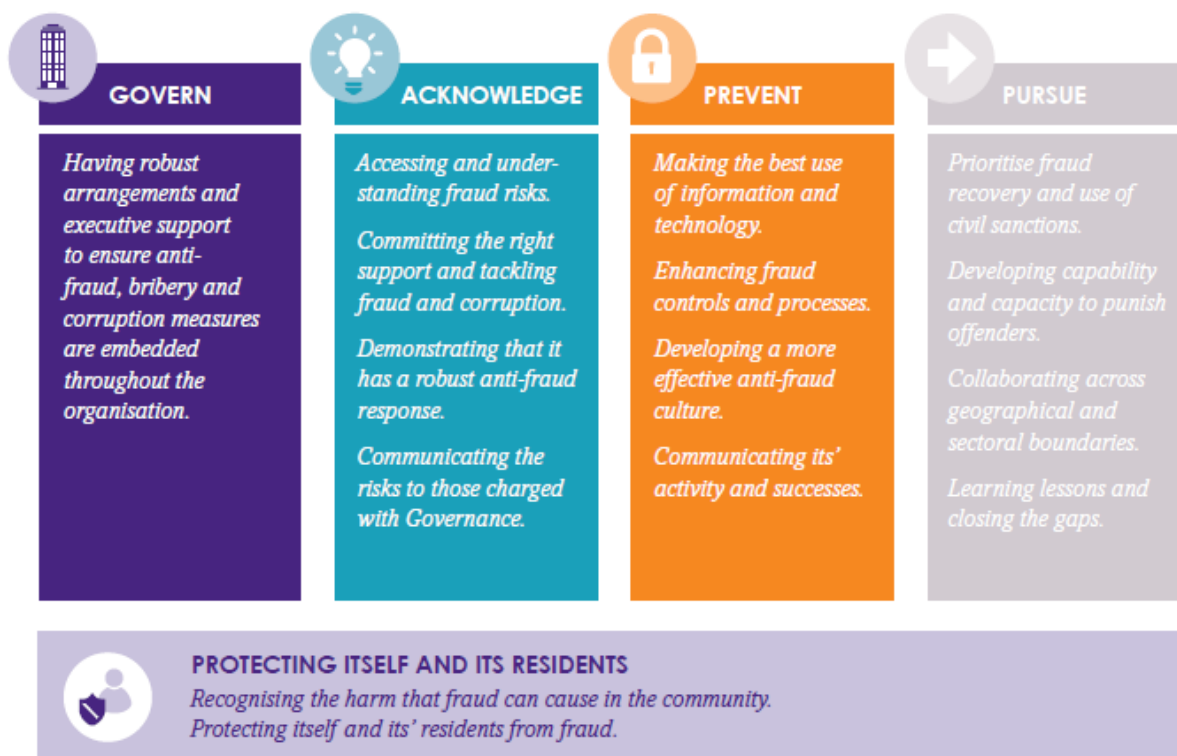 GOVERN
Having robust
arrangements and
executive support
to ensure anti-
fraud, bribery and
corruption measures
are embedded
throughout the
organisation.
ACKNOWLEDGE
Accessing and under-
standing fraud risks.
Committing the right
support and tackling
fraud and corruption.
Demonstrating that it
has a robust anti-fraud
response.
Communicating the
risks to those charged
with Governance.
PREVENT
Making the best use
of information and
technology.
Enhancing fraud
controls and processes.
Developing a more
effective anti-fraud
culture.
Communicating its’
activity and successes.
PURSUE
Prioritise fraud
recovery and use of
civil sanctions.
Developing capability
and capacity to punish
offenders.
Collaborating across
geographical and
sectoral boundaries.
Learning lessons and
closing the gaps.
PROTECTING ITSELF AND ITS RESIDENTS
Recognising the harm that fraud can cause in the community.
Protecting itself and its’ residents from fraud.